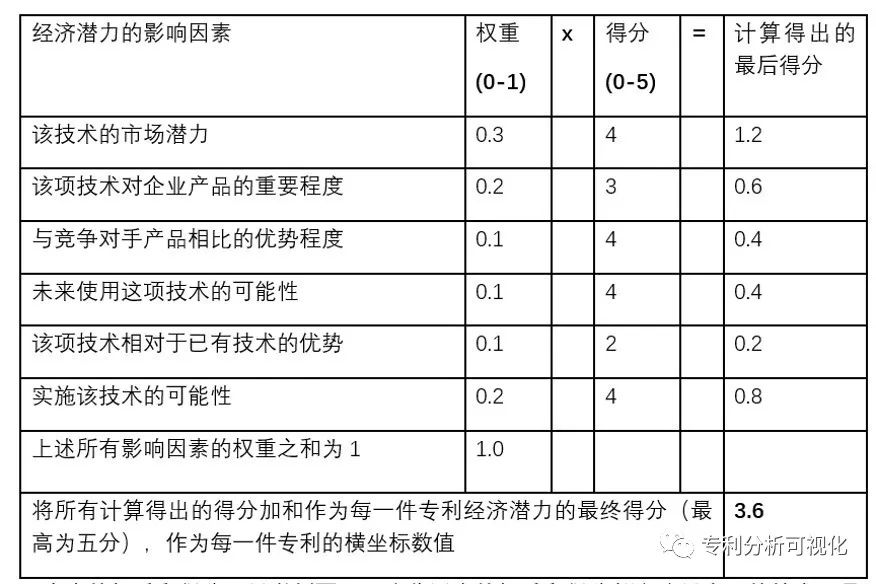 经济潜力的影响因素 权重 x 得分 = 计算得出的
(0-1) (0-5) 最后得分
该技术的市场潜力 0.3 4 1.2
该项技术对企业产品的重要程度 0.2 3 0.6
与竞争对手产品相比的优势程度 0.1 4 0.4
未来使用这项技术的可能性 0.1 4 0.4
该项技术相对于已有技术的优势 0.1 2 0.2
实施该技术的可能性 0.2 4 0.8
上述所有影响因素的权重之和为 1 1.0
将所有计算得出的得分加和作为每一件专利经济潜力的最终得分（最 3.6
高为五分），作为每一件专利的横坐标数值
专利分析可视化